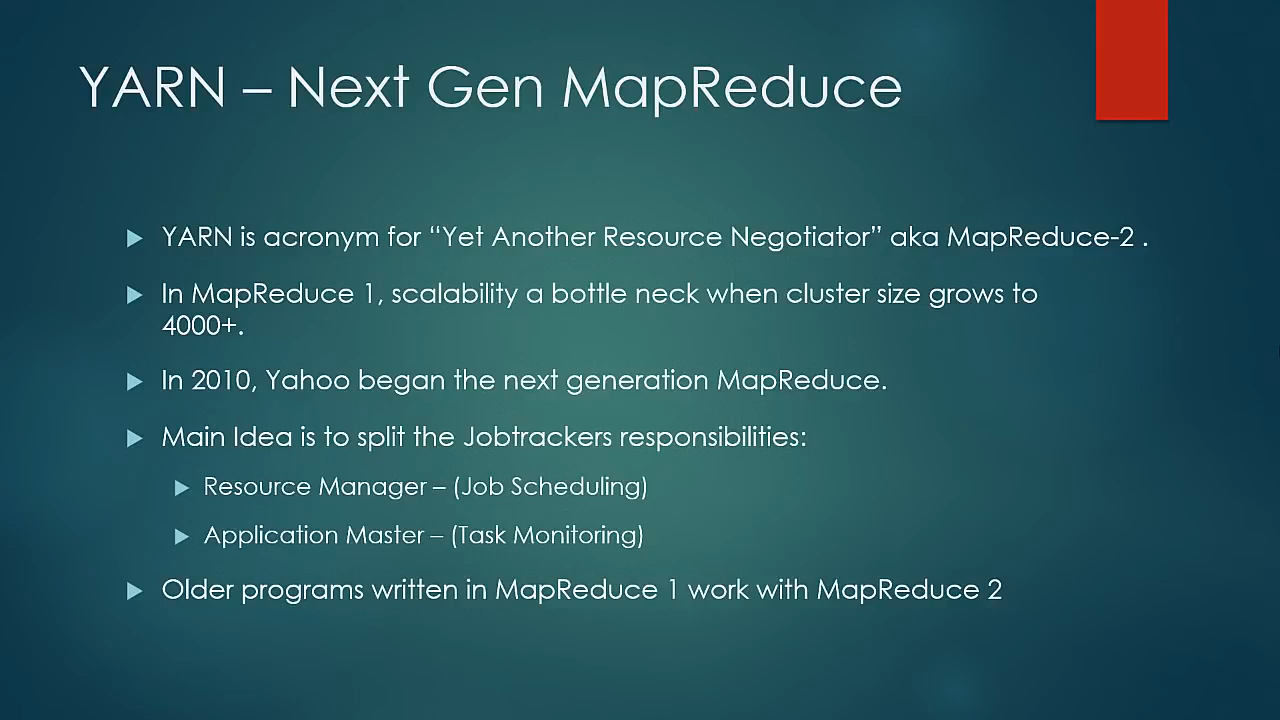 YARN – Next Gen MapReduce
YARN is acronym for “Yet Another Resource Negotiator” aka MapReduce-2 .
In MapReduce 1, scalability a bottle neck when cluster size grows to
4000+.
In 2010, Yahoo began the next generation MapReduce.
Main Idea is to split the Jobtrackers responsibilities:
Resource Manager – (Job Scheduling)
Application Master – (Task Monitoring)
Older programs written in MapReduce 1 work with MapReduce 2